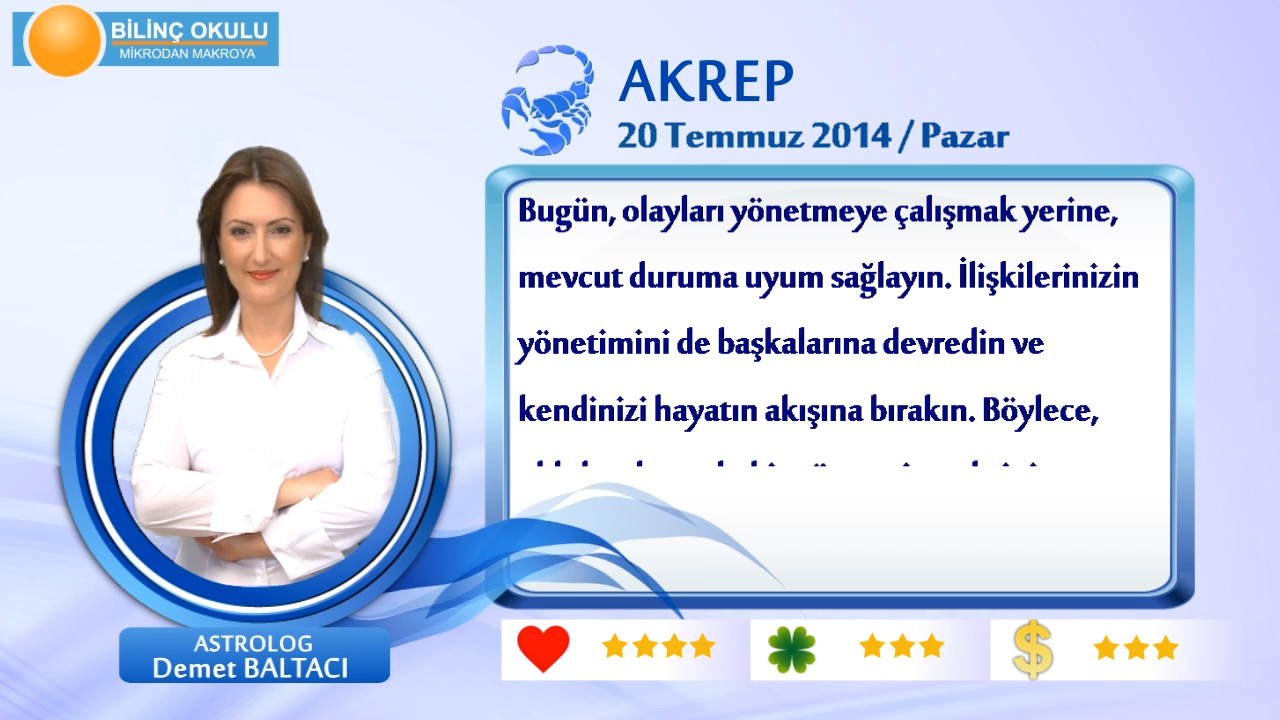 BİLİNÇ OKULU
MİKRODAN MAKROYA
AKREP
20 Temmuz 2014 / Pazar
Bugün, olayları yönetmeye çalışmak yerine,
mevcut duruma uyum sağlayın. İlişkilerinizin
yönetimini de başkalarına devredin ve
kendinizi hayatın akışına bırakın. Böylece,
ASTROLOG
Demet BALTACI